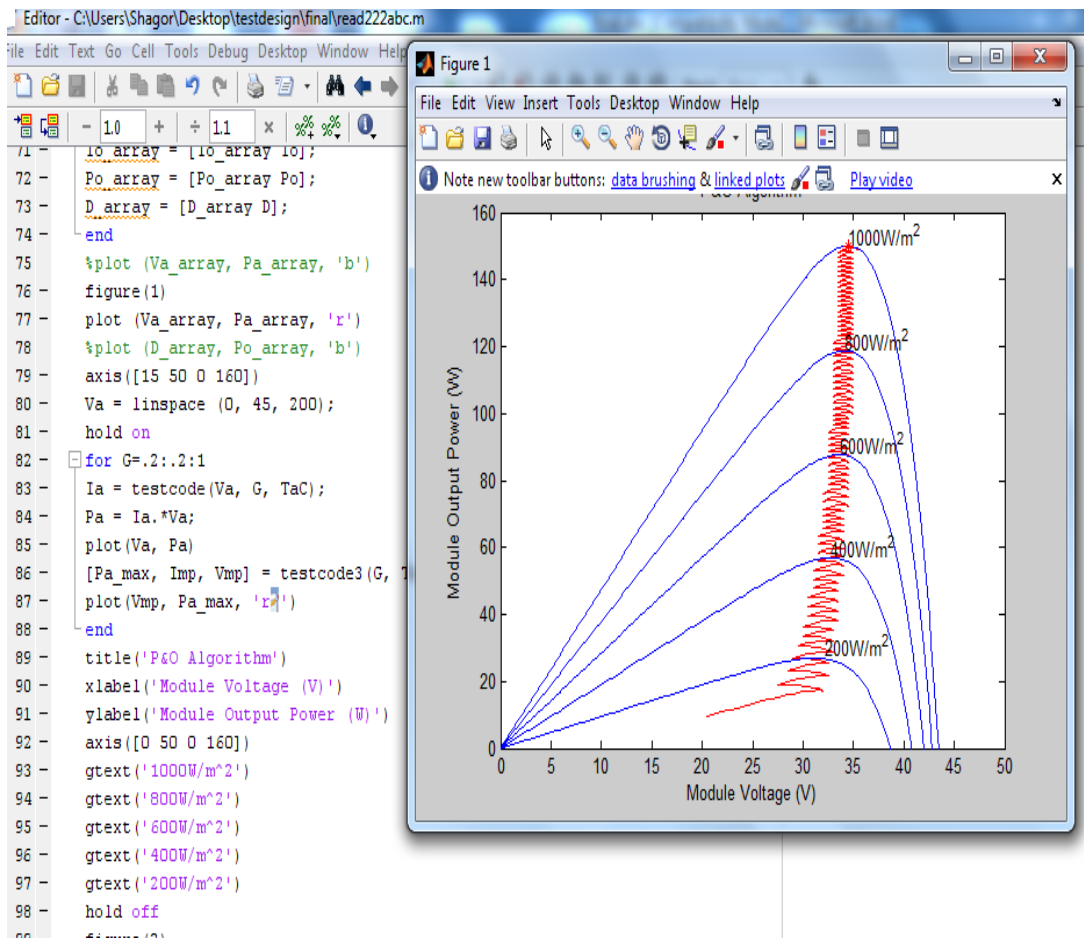 Editor - C:\Users\Shagor\Desktop\testdesign\final\read222abc.m
File Edit Text Go Cell Tools Debug Desktop Window Help
1.0
1.1
71
Io_array = [Io_array Io];
72 Po_array = [Po_array Po];
73 D_array = [D_array D];
74 end
75 %plot (Va_array, Pa_array, 'b')
76 figure(1)
77 plot (Va_array, Pa_array, 'r')
78 %plot (D_array, Po_array, 'b')
79 axis([15 50 0 160])
80 Va = linspace (0, 45, 200);
81 hold on
82 for G=.2:.2:1
83 Ia = testcode(Va, G, TaC);
84 Pa = Ia.*Va;
85 plot(Va, Pa)
86 [Pa_max, Imp, Vmp] = testcode3(G,
87 plot(Vmp, Pa_max, 'r
88 end
89 title('P&O Algorithm')
90 xlabel('Module Voltage (V)')
91 ylabel('Module Output Power (W)')
92 axis([0 50 0 160])
93 gtext('1000W/m^2')
94 gtext('800W/m^2')
95 gtext('600W/m^2')
96 gtext('400W/m^2')
97 gtext('200W/m^2')
98 hold off
figure(2)
Figure 1
File Edit View Insert Tools Desktop Window Help
Note new toolbar buttons: data brushing & linked plots Play video
P&O Algorithm
160
140
120
100
80
60
40
20
0
Module Output Power (W)
1000W/m²
800W/m²
600W/m²
400W/m²
200W/m²
0 5 10 15 20 25 30 35 40 45 50
Module Voltage (V)